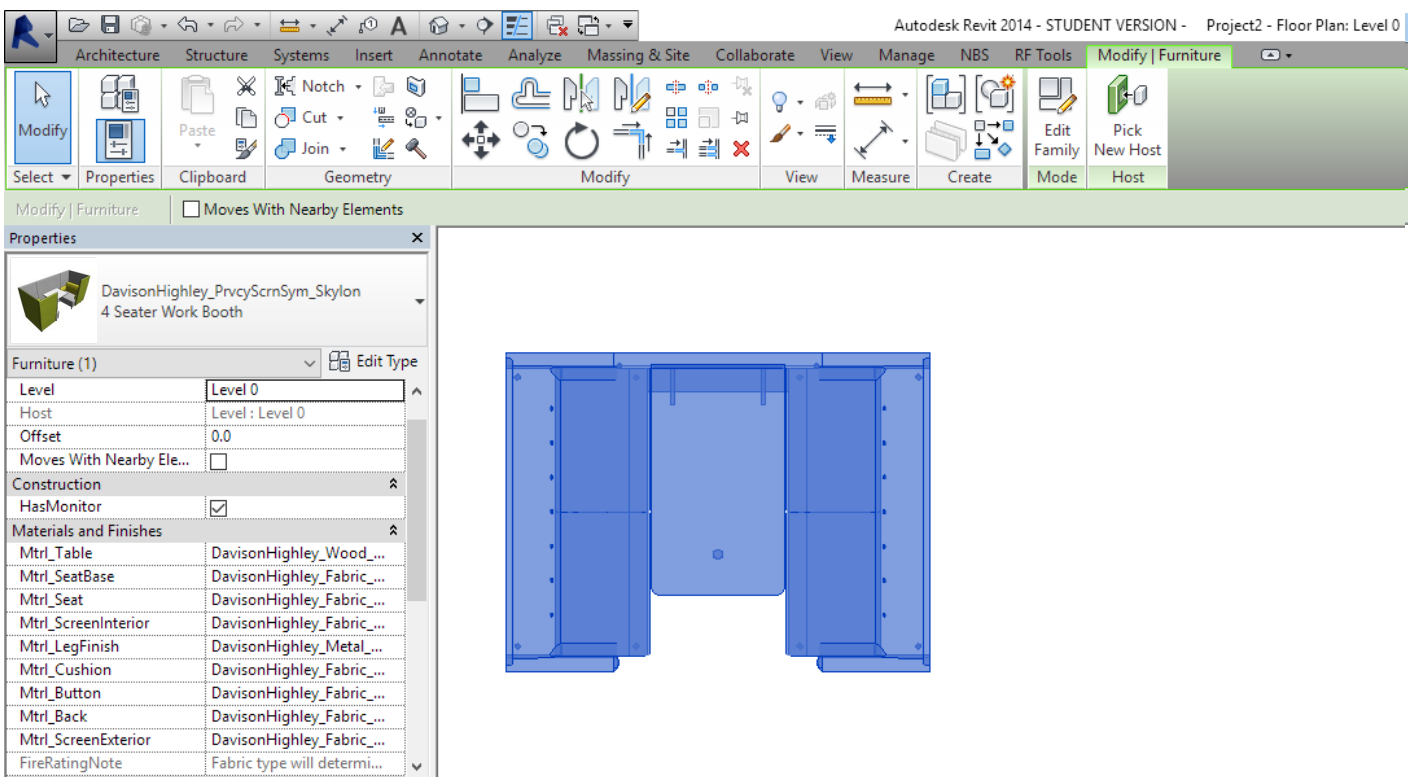 Autodesk Revit 2014 - STUDENT VERSION - Project2 - Floor Plan: Level 0
Architecture Structure Systems Insert Annotate Analyze Massing & Site Collaborate View Manage NBS RF Tools Modify | Furniture
Modify
Paste
Notch
Cut
Join
Edit Family
Pick New Host
Select Properties Clipboard Geometry Modify View Measure Create Mode Host
Modify | Furniture Moves With Nearby Elements
Properties
DavisonHighley_PrvcyScrnSym_Skylon
4 Seater Work Booth
Furniture (1) Edit Type
Level Level 0
Host Level : Level 0
Offset 0.0
Moves With Nearby Ele...
Construction
HasMonitor
Materials and Finishes
Mtrl_Table DavisonHighley_Wood_...
Mtrl_SeatBase DavisonHighley_Fabric_...
Mtrl_Seat DavisonHighley_Fabric_...
Mtrl_ScreenInterior DavisonHighley_Fabric_...
Mtrl_LegFinish DavisonHighley_Metal_...
Mtrl_Cushion DavisonHighley_Fabric_...
Mtrl_Button DavisonHighley_Fabric_...
Mtrl_Back DavisonHighley_Fabric_...
Mtrl_ScreenExterior DavisonHighley_Fabric_...
FireRatingNote Fabric type will determi...